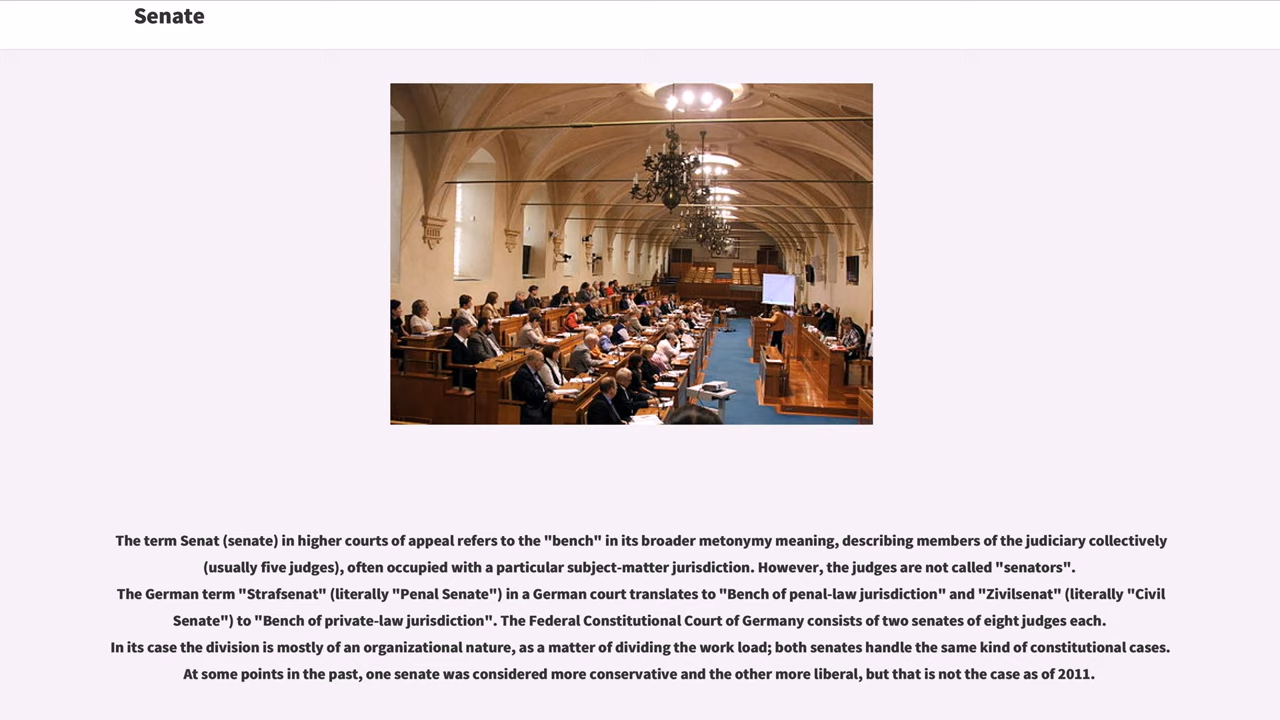 Senate
The term Senat (senate) in higher courts of appeal refers to the "bench" in its broader metonymy meaning, describing members of the judiciary collectively
(usually five judges), often occupied with a particular subject-matter jurisdiction. However, the judges are not called "senators".
The German term "Strafsenat" (literally "Penal Senate") in a German court translates to "Bench of penal-law jurisdiction" and "Zivilsenat" (literally "Civil
Senate") to "Bench of private-law jurisdiction". The Federal Constitutional Court of Germany consists of two senates of eight judges each.
In its case the division is mostly of an organizational nature, as a matter of dividing the work load; both senates handle the same kind of constitutional cases.
At some points in the past, one senate was considered more conservative and the other more liberal, but that is not the case as of 2011.